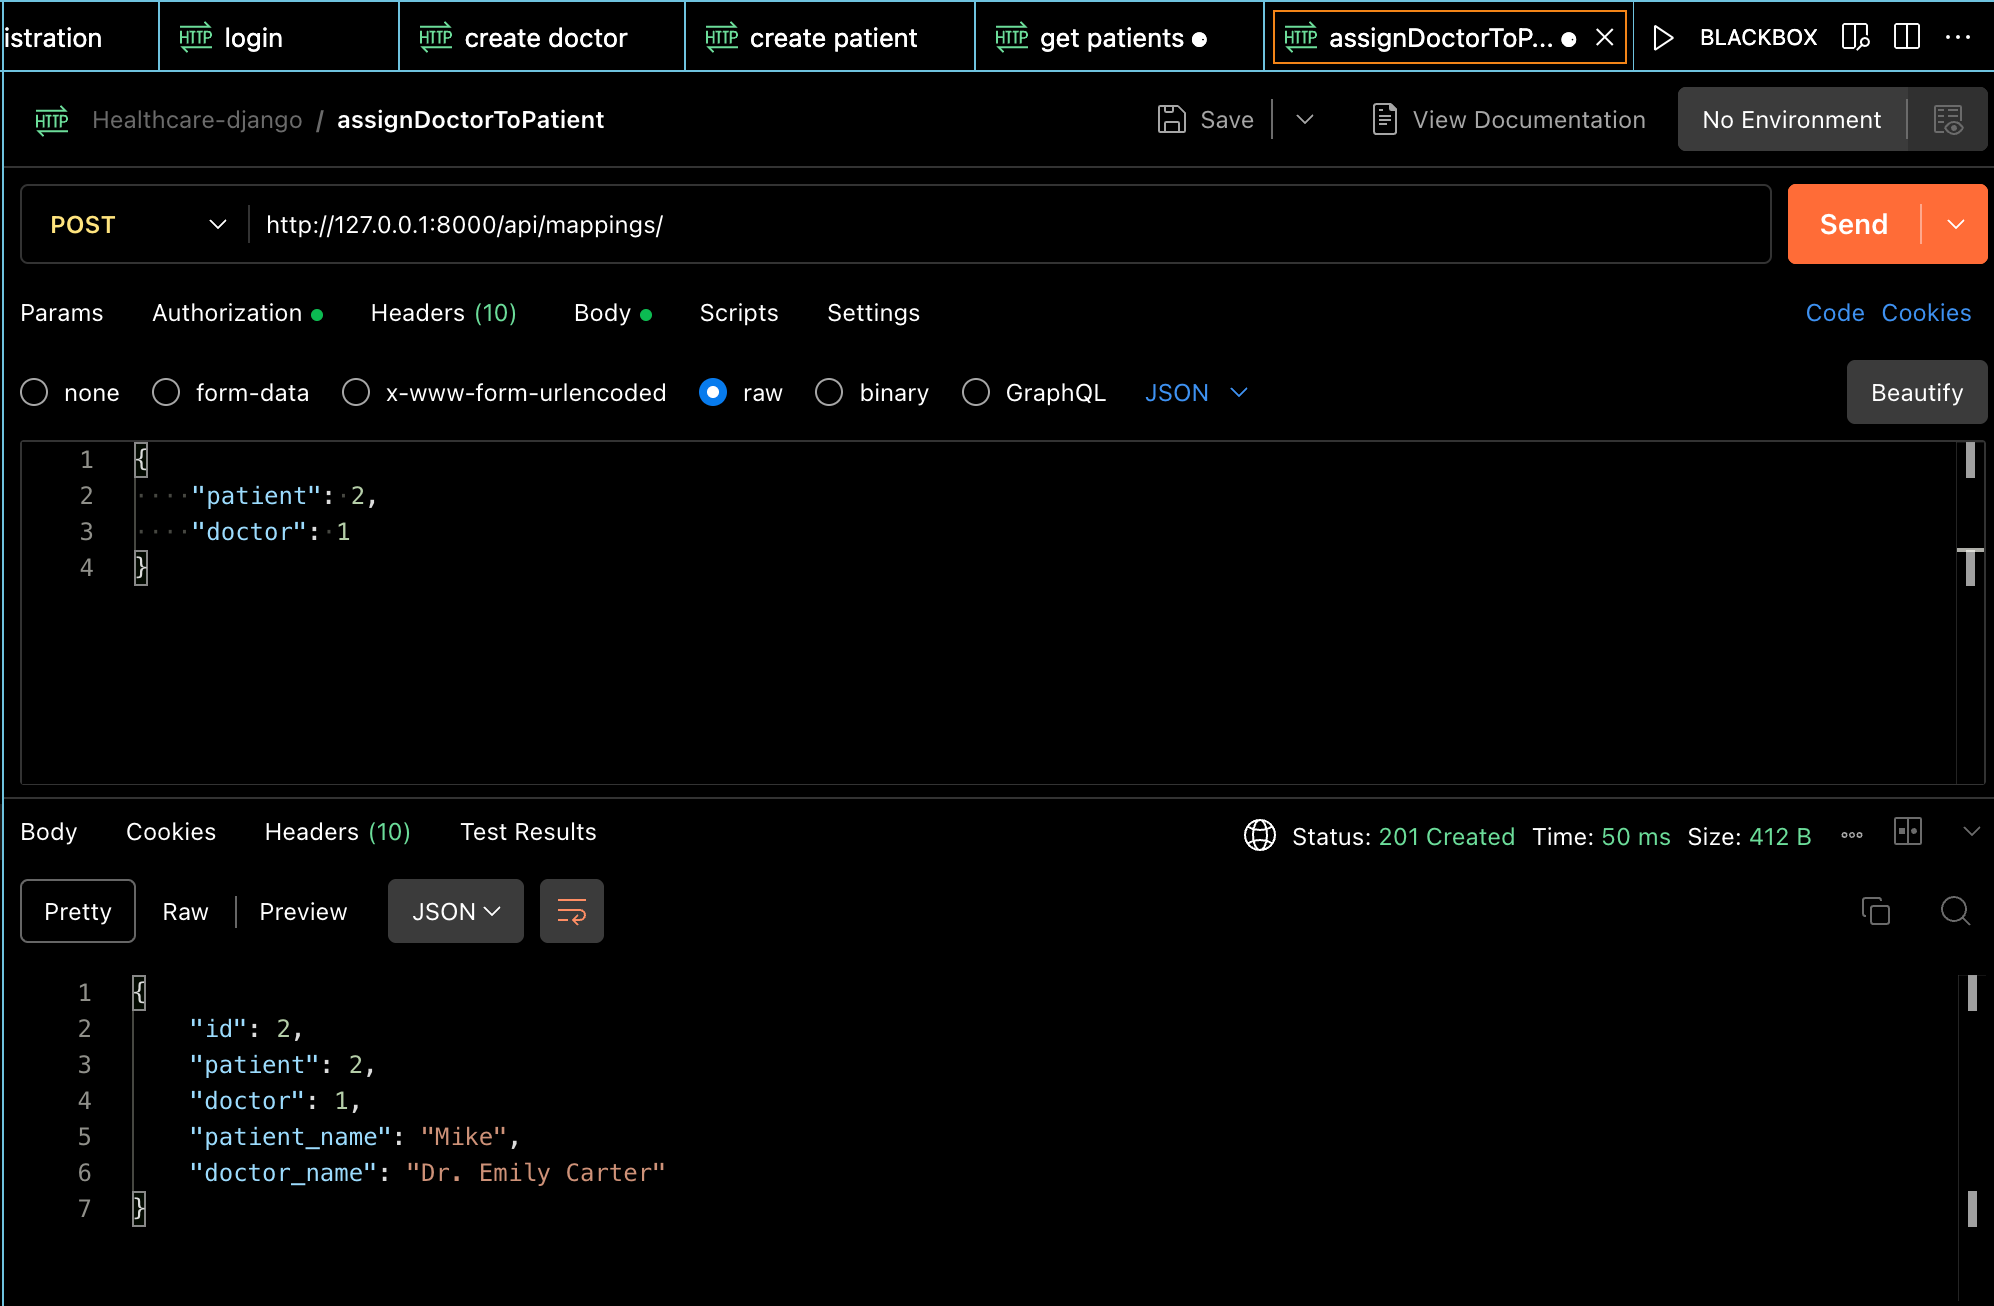 istration HTTP login HTTP create doctor HTTP create patient HTTP get patients HTTP assignDoctorToP... BLACKBOX
HTTP Healthcare-django / assignDoctorToPatient Save View Documentation No Environment
POST http://127.0.0.1:8000/api/mappings/ Send
Params Authorization Headers (10) Body Scripts Settings Code Cookies
none form-data x-www-form-urlencoded raw binary GraphQL JSON Beautify
1 {
2 ····"patient":·2,
3 ····"doctor":·1
4 }
Body Cookies Headers (10) Test Results Status: 201 Created Time: 50 ms Size: 412 B
Pretty Raw Preview JSON
1 {
2 "id": 2,
3 "patient": 2,
4 "doctor": 1,
5 "patient_name": "Mike",
6 "doctor_name": "Dr. Emily Carter"
7 }